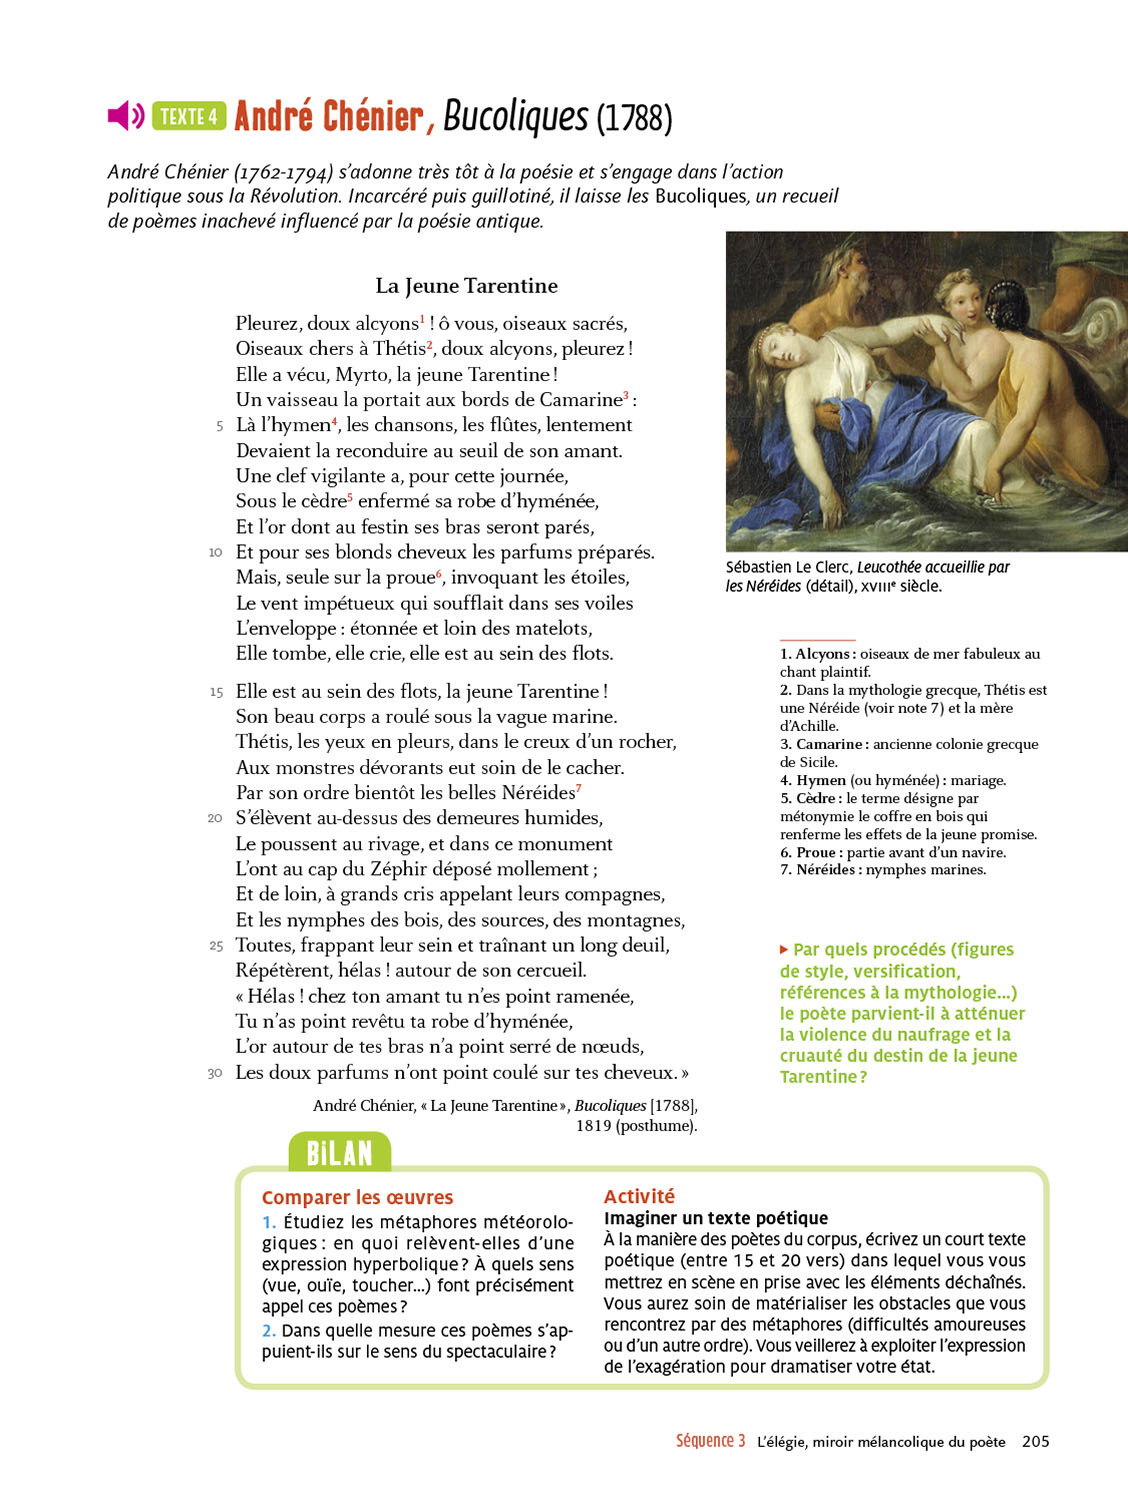 TEXTE 4 André Chénier, Bucoliques (1788)
André Chénier (1762-1794) s’adonne très tôt à la poésie et s’engage dans l’action
politique sous la Révolution. Incarcéré puis guillotiné, il laisse les Bucoliques, un recueil
de poèmes inachevé influencé par la poésie antique.
La Jeune Tarentine
Pleurez, doux alcyons1 ! ô vous, oiseaux sacrés,
Oiseaux chers à Thétis2, doux alcyons, pleurez !
Elle a vécu, Myrto, la jeune Tarentine !
Un vaisseau la portait aux bords de Camarine3 :
5 Là l’hymen4, les chansons, les flûtes, lentement
Devaient la reconduire au seuil de son amant.
Une clef vigilante a, pour cette journée,
Sous le cèdre5 enfermé sa robe d’hyménée,
Et l’or dont au festin ses bras seront parés,
10 Et pour ses blonds cheveux les parfums préparés.
Mais, seule sur la proue6, invoquant les étoiles,
Le vent impétueux qui soufflait dans ses voiles
L’enveloppe : étonnée et loin des matelots,
Elle tombe, elle crie, elle est au sein des flots.
15 Elle est au sein des flots, la jeune Tarentine !
Son beau corps a roulé sous la vague marine.
Thétis, les yeux en pleurs, dans le creux d’un rocher,
Aux monstres dévorants eut soin de le cacher.
Par son ordre bientôt les belles Néréides7
20 S’élèvent au-dessus des demeures humides,
Le poussent au rivage, et dans ce monument
L’ont au cap du Zéphir déposé mollement ;
Et de loin, à grands cris appelant leurs compagnes,
Et les nymphes des bois, des sources, des montagnes,
25 Toutes, frappant leur sein et traînant un long deuil,
Répétèrent, hélas ! autour de son cercueil.
« Hélas ! chez ton amant tu n’es point ramenée,
Tu n’as point revêtu ta robe d’hyménée,
L’or autour de tes bras n’a point serré de nœuds,
30 Les doux parfums n’ont point coulé sur tes cheveux. »
André Chénier, « La Jeune Tarentine », Bucoliques [1788],
1819 (posthume).
Sébastien Le Clerc, Leucothée accueillie par
les Néréides (détail), XVIIIe siècle.
1. Alcyons : oiseaux de mer fabuleux au
chant plaintif.
2. Dans la mythologie grecque, Thétis est
une Néréide (voir note 7) et la mère
d’Achille.
3. Camarine : ancienne colonie grecque
de Sicile.
4. Hymen (ou hyménée) : mariage.
5. Cèdre : le terme désigne par
métonymie le coffre en bois qui
renferme les effets de la jeune promise.
6. Proue : partie avant d’un navire.
7. Néréides : nymphes marines.
Par quels procédés (figures
de style, versification,
références à la mythologie…)
le poète parvient-il à atténuer
la violence du naufrage et la
cruauté du destin de la jeune
Tarentine ?
BiLAN
Comparer les œuvres
1. Étudiez les métaphores météorolo-
giques : en quoi relèvent-elles d’une
expression hyperbolique ? À quels sens
(vue, ouïe, toucher…) font précisément
appel ces poèmes ?
2. Dans quelle mesure ces poèmes s’ap-
puient-ils sur le sens du spectaculaire ?
Activité
Imaginer un texte poétique
À la manière des poètes du corpus, écrivez un court texte
poétique (entre 15 et 20 vers) dans lequel vous vous
mettrez en scène en prise avec les éléments déchaînés.
Vous aurez soin de matérialiser les obstacles que vous
rencontrez par des métaphores (difficultés amoureuses
ou d’un autre ordre). Vous veillerez à exploiter l’expression
de l’exagération pour dramatiser votre état.
Séquence 3 L’élégie, miroir mélancolique du poète 205